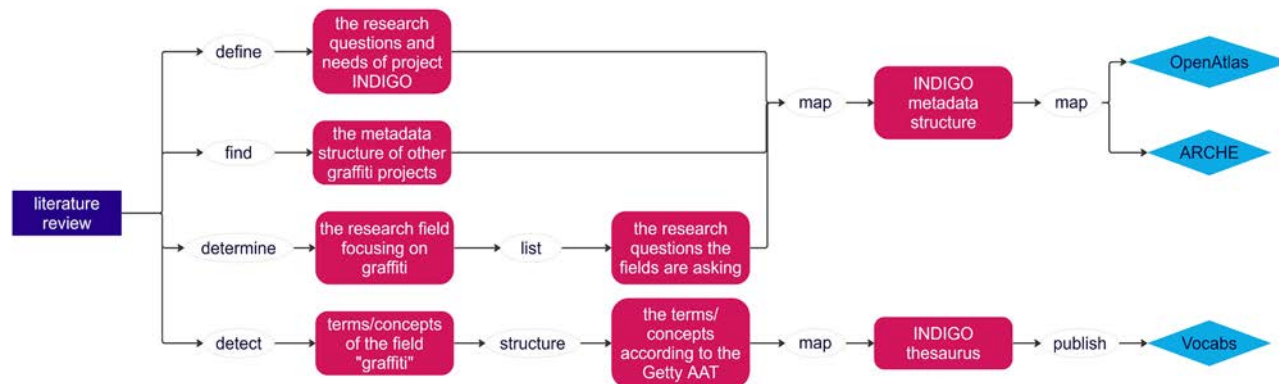 define
the research
questions and
needs of project
INDIGO
map
INDIGO
metadata
structure
map
OpenAtlas
ARCHE
find
the metadada
structure of other
graffiti projects
literature
review
determine
the research field
focusing on
graffiti
list
the research
questions the
fields are asking
detect
terms/concepts
of the field
"graffiti"
structure
the terms/
concepts
according to the
Getty AAT
map
INDIGO
thesaurus
publish
Vocabs